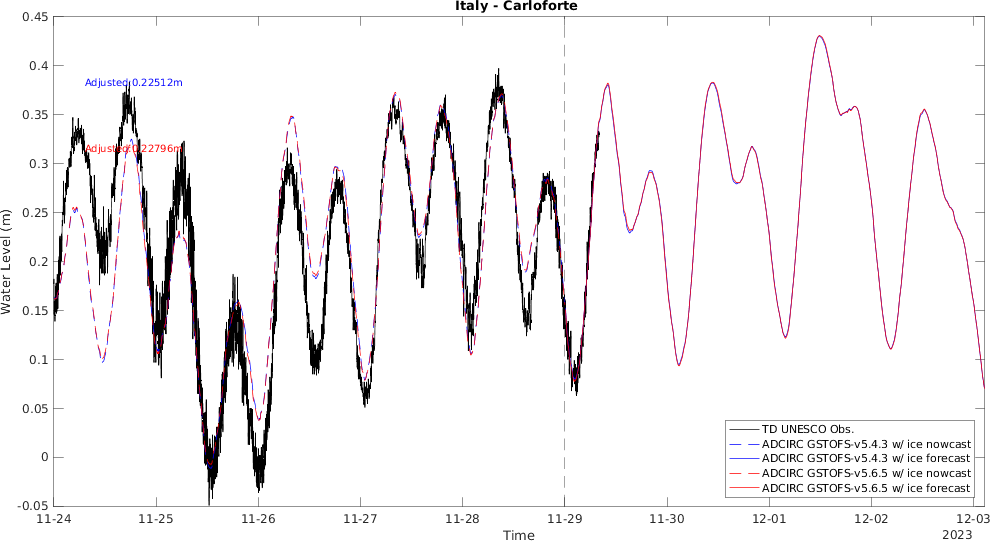 Italy - Carloforte
0.45
0.4
0.35
0.3
0.25
0.2
0.15
0.1
0.05
0
-0.05
Water Level (m)
Adjusted:0.22512m
Adjusted:0.22796m
TD UNESCO Obs.
ADCIRC GSTOFS-v5.4.3 w/ ice nowcast
ADCIRC GSTOFS-v5.4.3 w/ ice forecast
ADCIRC GSTOFS-v5.6.5 w/ ice nowcast
ADCIRC GSTOFS-v5.6.5 w/ ice forecast
11-24 11-25 11-26 11-27 11-28 11-29 11-30 12-01 12-02 12-03
Time
2023